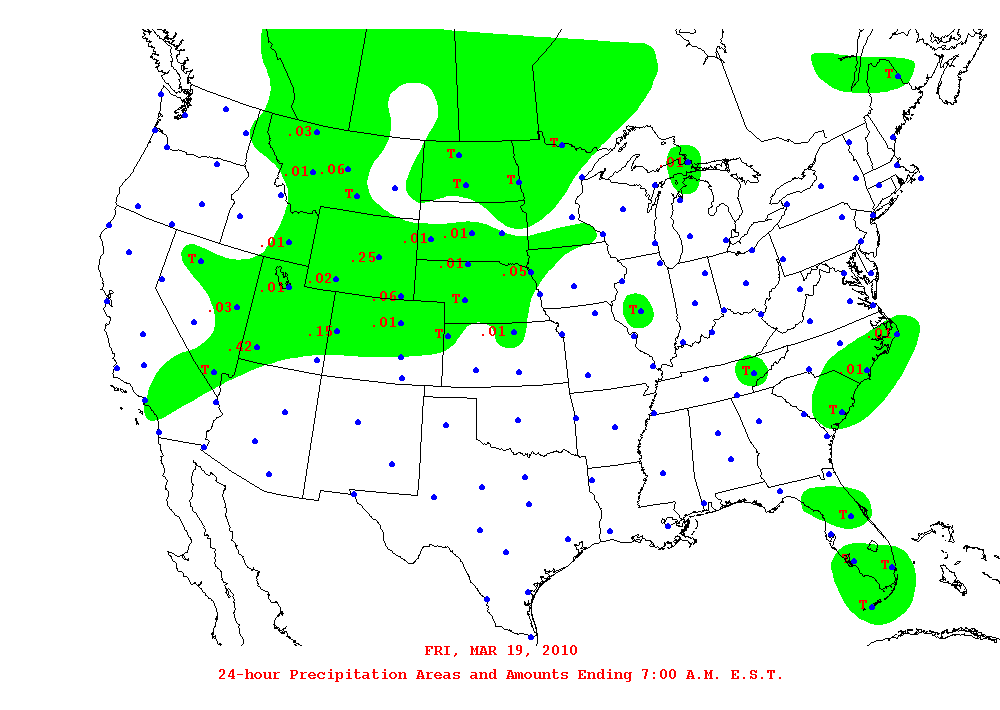 T
.03
T
T
.01
.01
.06
T
T
T
.01
.01
.01
.25
T
.01
.05
.02
.01
.06
T
.03
T
.01
.15
T
.01
.42
T
T
.01
T
T
T
T
T
FRI, MAR 19, 2010
24-hour Precipitation Areas and Amounts Ending 7:00 A.M. E.S.T.